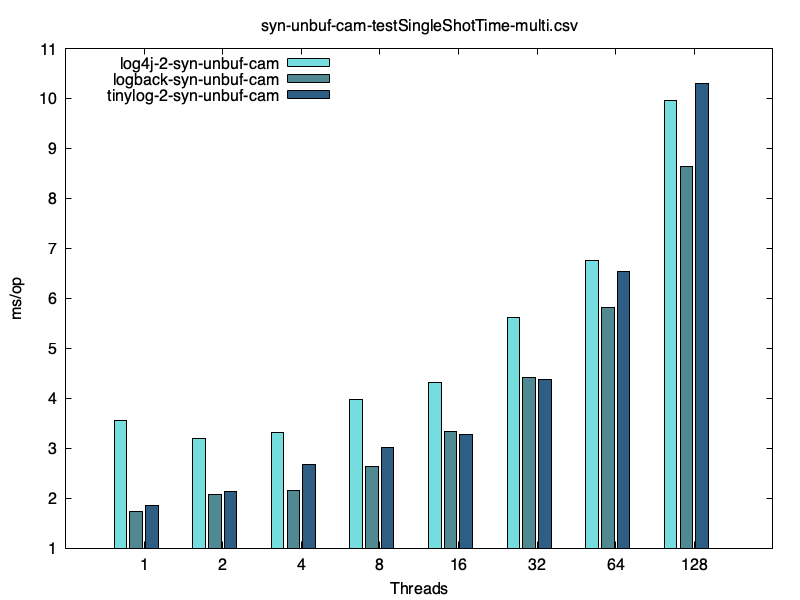 syn-unbuf-cam-testSingleShotTime-multi.csv
log4j-2-syn-unbuf-cam
logback-syn-unbuf-cam
tinylog-2-syn-unbuf-cam
11
10
9
8
7
6
5
4
3
2
1
ms/op
1 2 4 8 16 32 64 128
Threads